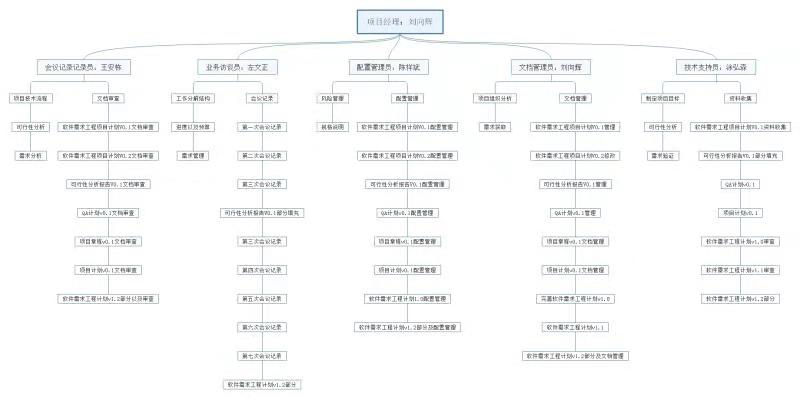 项目经理：刘向辉
会议记录记录员：王安栋
业务访谈员：左文正
配置管理员：陈祥斌
文档管理员：刘向辉
技术支持员：涂弘森
项目技术流程
文档审查
工作分解结构
会议记录
风险管理
配置管理
项目组织分析
文档管理
制定项目目标
资料收集
可行性分析
软件需求工程项目计划V0.1文档审查
进度以及预算
第一次会议记录
规格说明
软件需求工程项目计划V0.1配置管理
需求获取
软件需求工程项目计划V0.1管理
可行性分析
软件需求工程项目计划V0.1资料收集
需求分析
软件需求工程项目计划V0.2文档审查
需求管理
第二次会议记录
软件需求工程项目计划V0.2配置管理
软件需求工程项目计划V0.2修改
需求验证
可行性分析报告V0.1部分填充
可行性分析报告V0.1文档审查
第三次会议记录
可行性分析报告V0.1配置管理
可行性分析报告V0.1管理
QA计划v0.1
QA计划v0.1文档审查
可行性分析报告V0.1部分填充
QA计划v0.1配置管理
QA计划v0.1管理
项目计划v0.1
项目章程v0.1文档审查
第三次会议记录
项目章程v0.1配置管理
项目章程v0.1文档管理
软件需求工程计划v1.0审查
项目计划v0.1文档审查
第四次会议记录
项目计划v0.1配置管理
项目计划v0.1文档管理
软件需求工程计划v1.1审查
软件需求工程计划v1.2部分以及审查
第五次会议记录
软件需求工程计划1.0配置管理
完善软件需求工程计划v1.0
软件需求工程计划v1.2部分
第六次会议记录
软件需求工程计划v1.2部分及配置管理
软件需求工程计划v1.1
第七次会议记录
软件需求工程计划v1.2部分及文档管理
软件需求工程计划v1.2部分